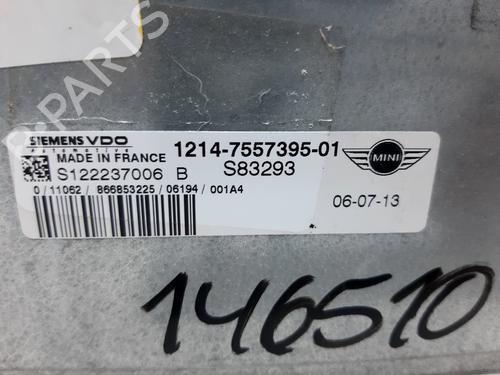 B-PARTS
SIEMENS VDO
Automotive
MADE IN FRANCE
1214-7557395-01
MINI
S122237006 B
S83293
0 / 11062 / 866853225 / 06194 / 001A4
06-07-13
146510